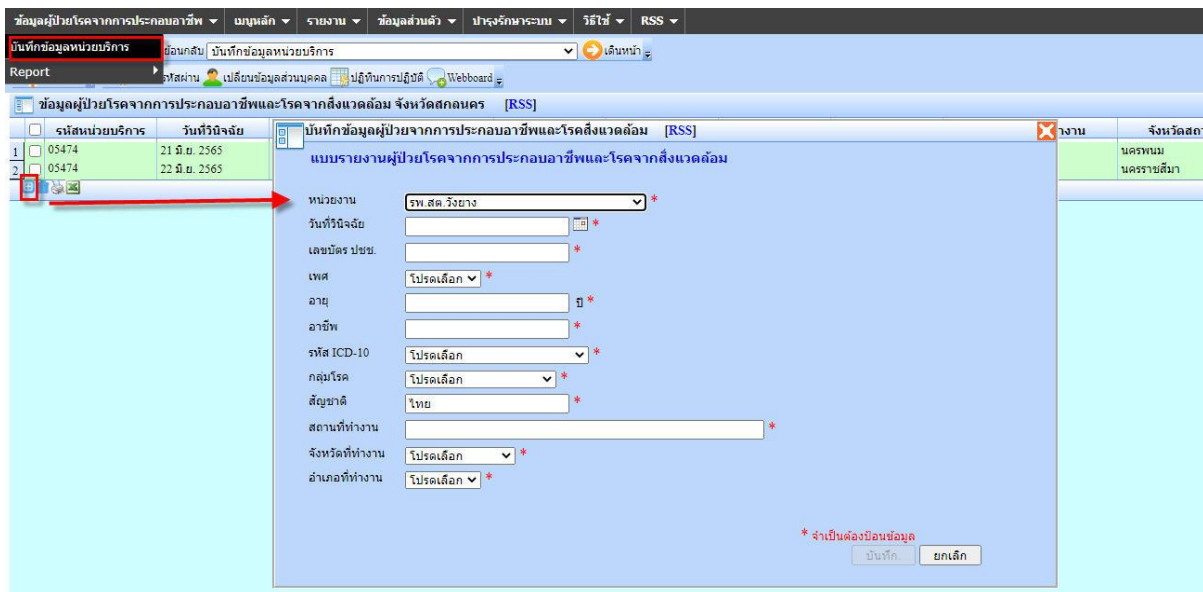 ข้อมูลผู้ป่วยโรคจากการประกอบอาชีพ เมนูหลัก รายงาน ข้อมูลส่วนตัว บำรุงรักษาระบบ วิธีใช้ RSS
บันทึกข้อมูลหน่วยบริการ
ย้อนกลับ บันทึกข้อมูลหน่วยบริการ เดินหน้า
Report
รหัสผ่าน เปลี่ยนข้อมูลส่วนบุคคล ปฏิทินการปฏิบัติ Webboard
ข้อมูลผู้ป่วยโรคจากการประกอบอาชีพและโรคจากสิ่งแวดล้อม จังหวัดสกลนคร [RSS]
รหัสหน่วยบริการ วันที่วินิจฉัย
1 05474 21 มิ.ย. 2565
2 05474 22 มิ.ย. 2565
บันทึกข้อมูลผู้ป่วยจากการประกอบอาชีพและโรคสิ่งแวดล้อม [RSS]
งาน จังหวัดสถา
นครพนม
นครราชสีมา
แบบรายงานผู้ป่วยโรคจากการประกอบอาชีพและโรคจากสิ่งแวดล้อม
หน่วยงาน รพ.สต.วังยาง *
วันที่วินิจฉัย *
เลขบัตร ปชช. *
เพศ โปรดเลือก *
อายุ ปี *
อาชีพ *
รหัส ICD-10 โปรดเลือก *
กลุ่มโรค โปรดเลือก *
สัญชาติ ไทย *
สถานที่ทำงาน *
จังหวัดที่ทำงาน โปรดเลือก *
อำเภอที่ทำงาน โปรดเลือก *
* จำเป็นต้องป้อนข้อมูล
บันทึก. ยกเลิก